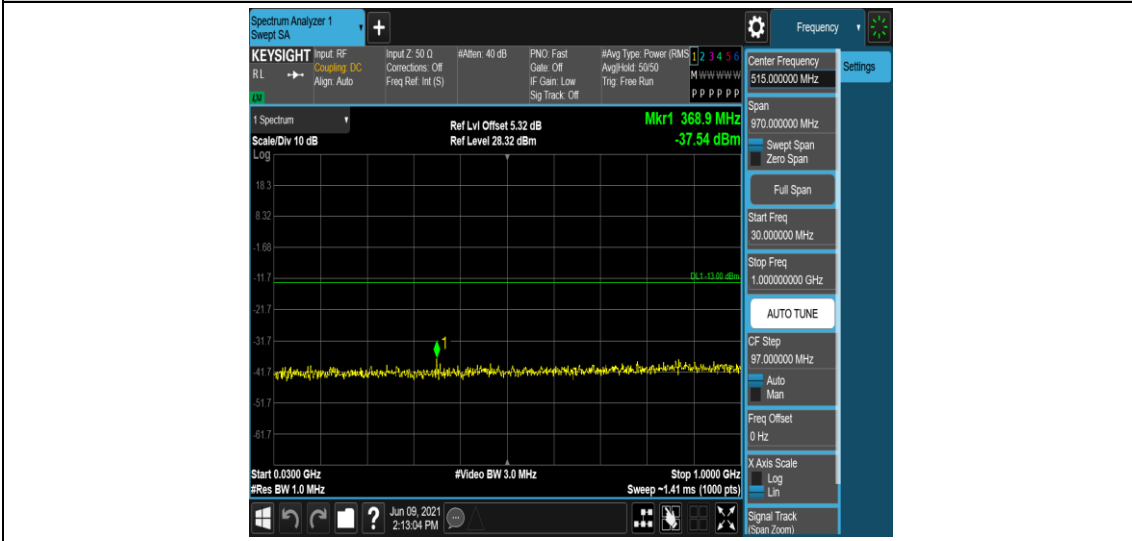 Spectrum Analyzer 1
Swept SA
+
Frequency
KEYSIGHT
RL
LXI
Input: RF
Coupling: DC
Align: Auto
Input Z: 50 Ω
Corrections: Off
Freq Ref: Int (S)
#Atten: 40 dB
PNO: Fast
Gate: Off
IF Gain: Low
Sig Track: Off
#Avg Type: Power (RMS
Avg|Hold: 50/50
Trig: Free Run
1 2 3 4 5 6
M W W W W W
P P P P P P
1 Spectrum
Scale/Div 10 dB
Log
Ref Lvl Offset 5.32 dB
Ref Level 28.32 dBm
Mkr1 368.9 MHz
-37.54 dBm
18.3
8.32
-1.68
-11.7
DL1 -13.00 dBm
-21.7
-31.7
1
-41.7
-51.7
-61.7
Start 0.0300 GHz
#Video BW 3.0 MHz
Stop 1.0000 GHz
#Res BW 1.0 MHz
Sweep ~1.41 ms (1000 pts)
?
Jun 09, 2021
2:13:04 PM
Center Frequency
515.000000 MHz
Settings
Span
970.000000 MHz
Swept Span
Zero Span
Full Span
Start Freq
30.000000 MHz
Stop Freq
1.000000000 GHz
AUTO TUNE
CF Step
97.000000 MHz
Auto
Man
Freq Offset
0 Hz
X Axis Scale
Log
Lin
Signal Track
(Span Zoom)